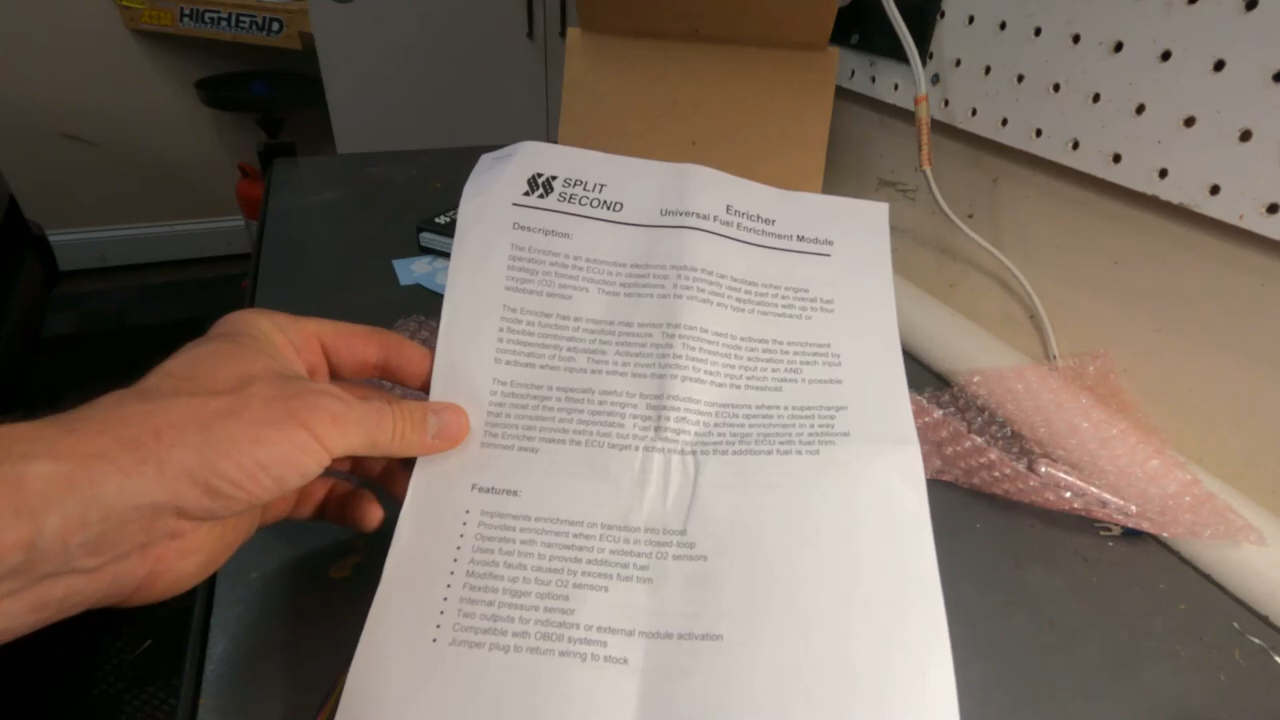 HIGH END
SPLIT
SECOND
Enricher
Universal Fuel Enrichment Module
Description:
The Enricher is an automotive electronic module that can facilitate richer engine
operation while the ECU is in closed loop. It is primarily used as part of an overall fuel
strategy on forced induction applications. It can be used in applications with up to four
oxygen (O2) sensors. These sensors can be virtually any type of narrowband or
wideband sensor.
The Enricher has an internal map sensor that can be used to activate the enrichment
mode as function of manifold pressure. The enrichment mode can also be activated by
a flexible combination of two external inputs. The threshold for activation on each input
is independently adjustable. Activation can be based on one input or an AND
combination of both. There is an invert function for each input which makes it possible
to activate when inputs are either less-than or greater-than the threshold.
The Enricher is especially useful for forced induction conversions where a supercharger
or turbocharger is fitted to an engine. Because modern ECUs operate in closed loop
over most of the engine operating range, it is difficult to achieve enrichment in a way
that is consistent and dependable. Fuel strategies such as larger injectors or additional
injectors can provide extra fuel, but that is often countered by the ECU with fuel trim.
The Enricher makes the ECU target a richer mixture so that additional fuel is not
trimmed away.
Features:
• Implements enrichment on transition into boost
• Provides enrichment when ECU is in closed-loop
• Operates with narrowband or wideband O2 sensors
• Uses fuel trim to provide additional fuel
• Avoids faults caused by excess fuel trim
• Modifies up to four O2 sensors
• Flexible trigger options
• Internal pressure sensor
• Two outputs for indicators or external module activation
• Compatible with OBDII systems
• Jumper plug to return wiring to stock